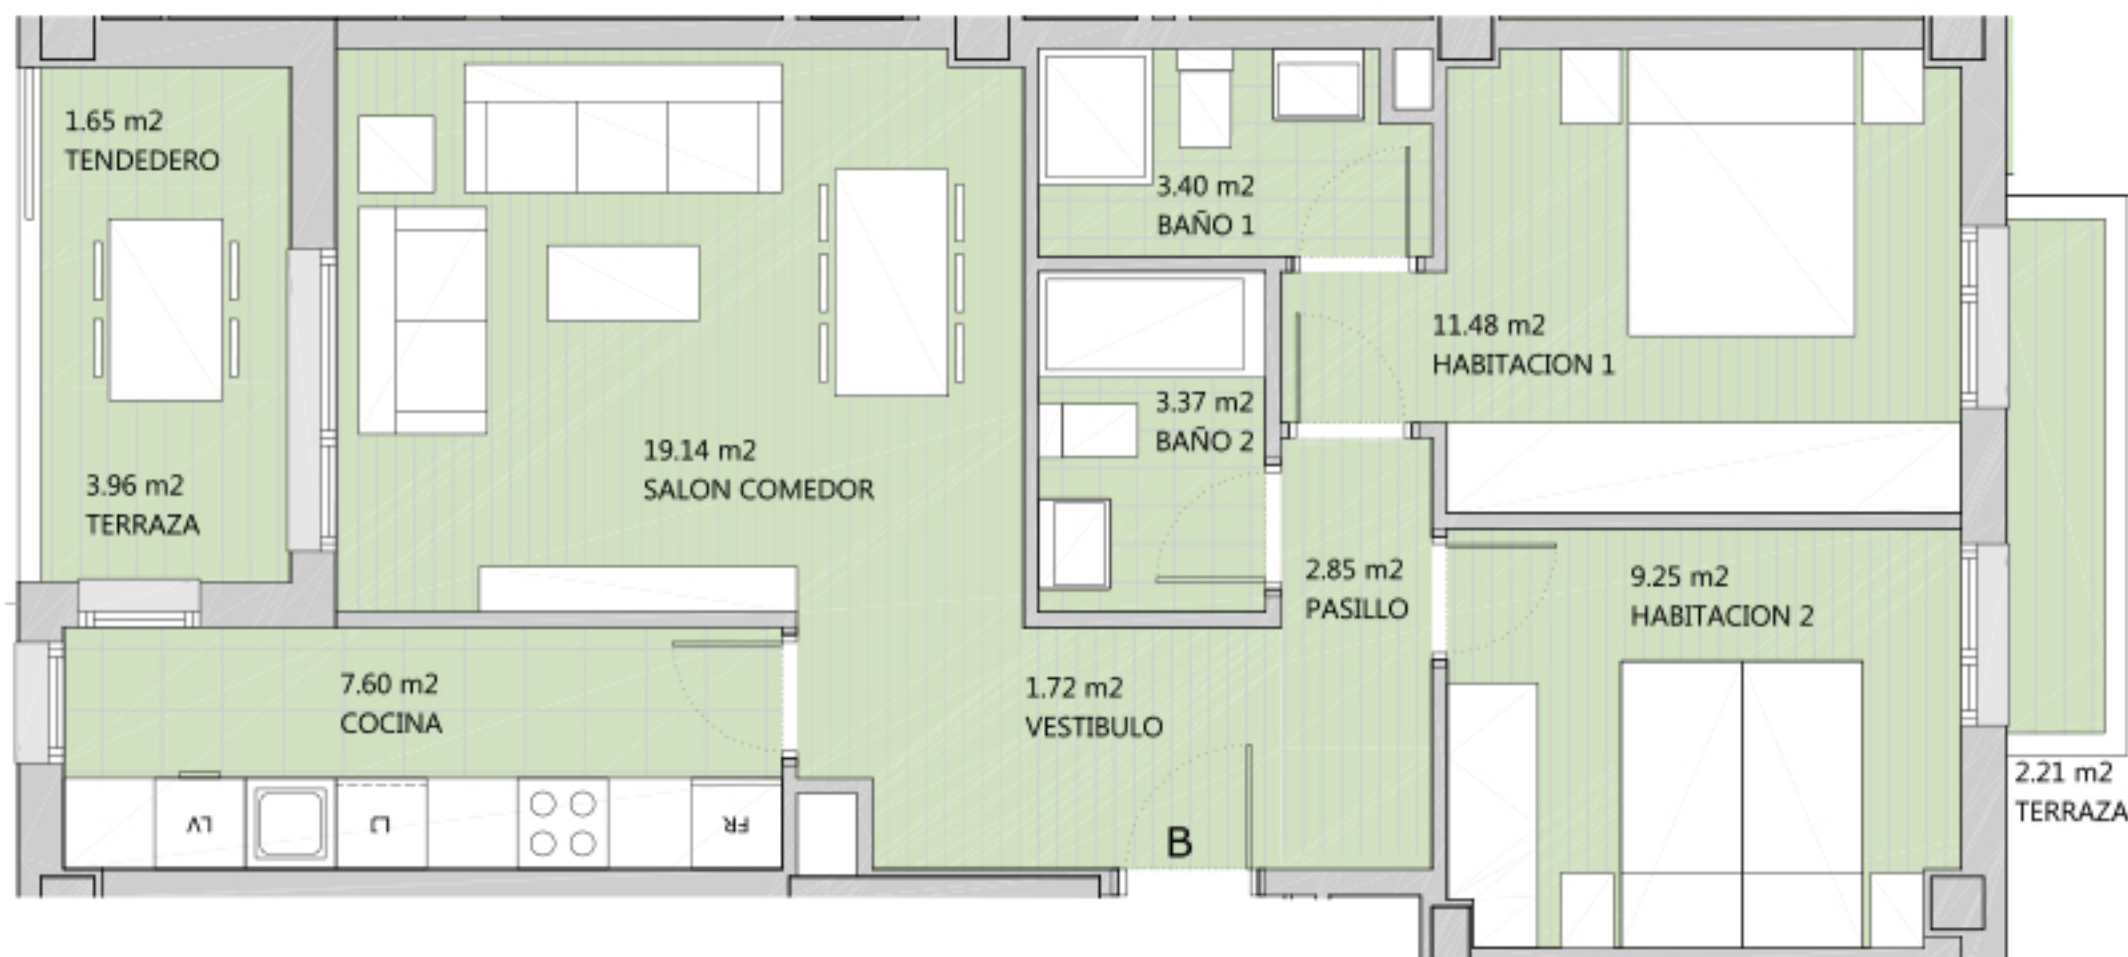 1.65 m2
TENDEDERO
3.96 m2
TERRAZA
19.14 m2
SALON COMEDOR
7.60 m2
COCINA
LV
LJ
FR
3.40 m2
BAÑO 1
3.37 m2
BAÑO 2
1.72 m2
VESTIBULO
B
2.85 m2
PASILLO
11.48 m2
HABITACION 1
9.25 m2
HABITACION 2
2.21 m2
TERRAZA